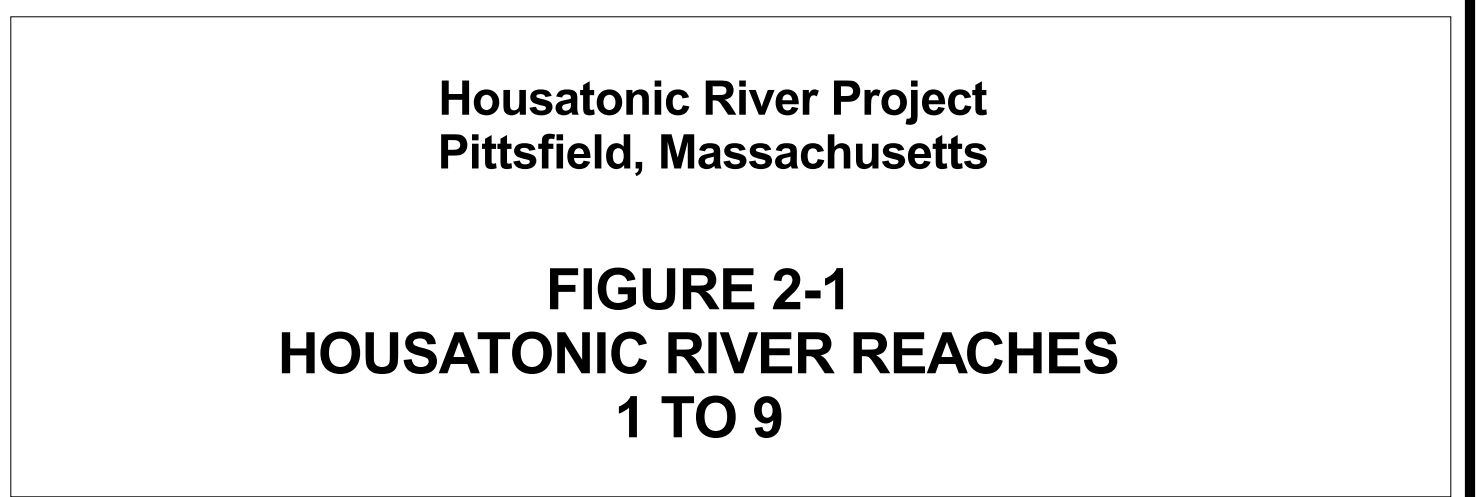 Housatonic River Project
Pittsfield, Massachusetts
FIGURE 2-1
HOUSATONIC RIVER REACHES
1 TO 9